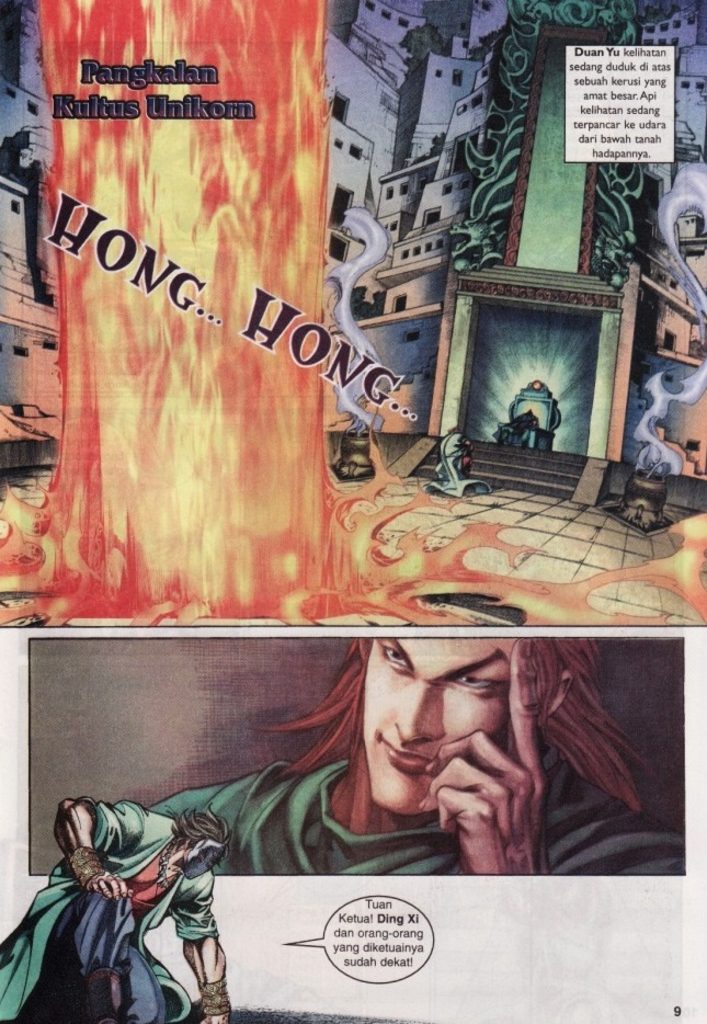 Pangkalan
Kultus Unikorn
Duan Yu kelihatan
sedang duduk di atas
sebuah kerusi yang
amat besar. Api
kelihatan sedang
terpancar ke udara
dari bawah tanah
hadapannya.
HONG... HONG...
Tuan
Ketua! Ding Xi
dan orang-orang
yang diketuainya
sudah dekat!
9